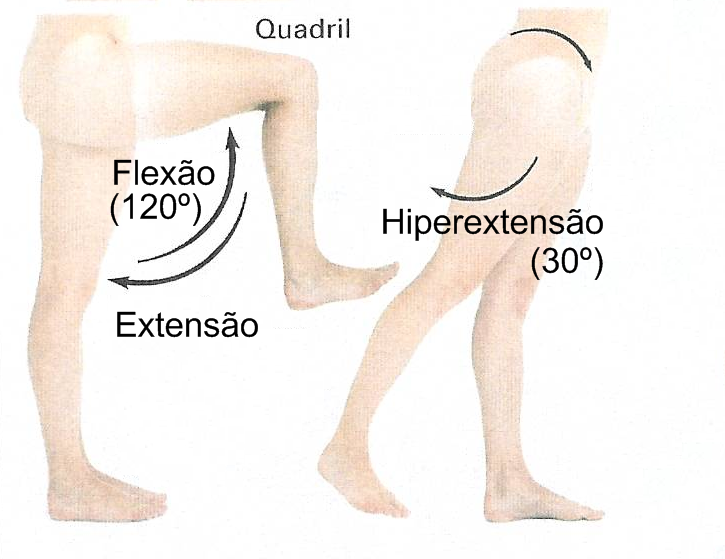 Quadril
Flexão
(120º)
Extensão
Hiperextensão
(30º)